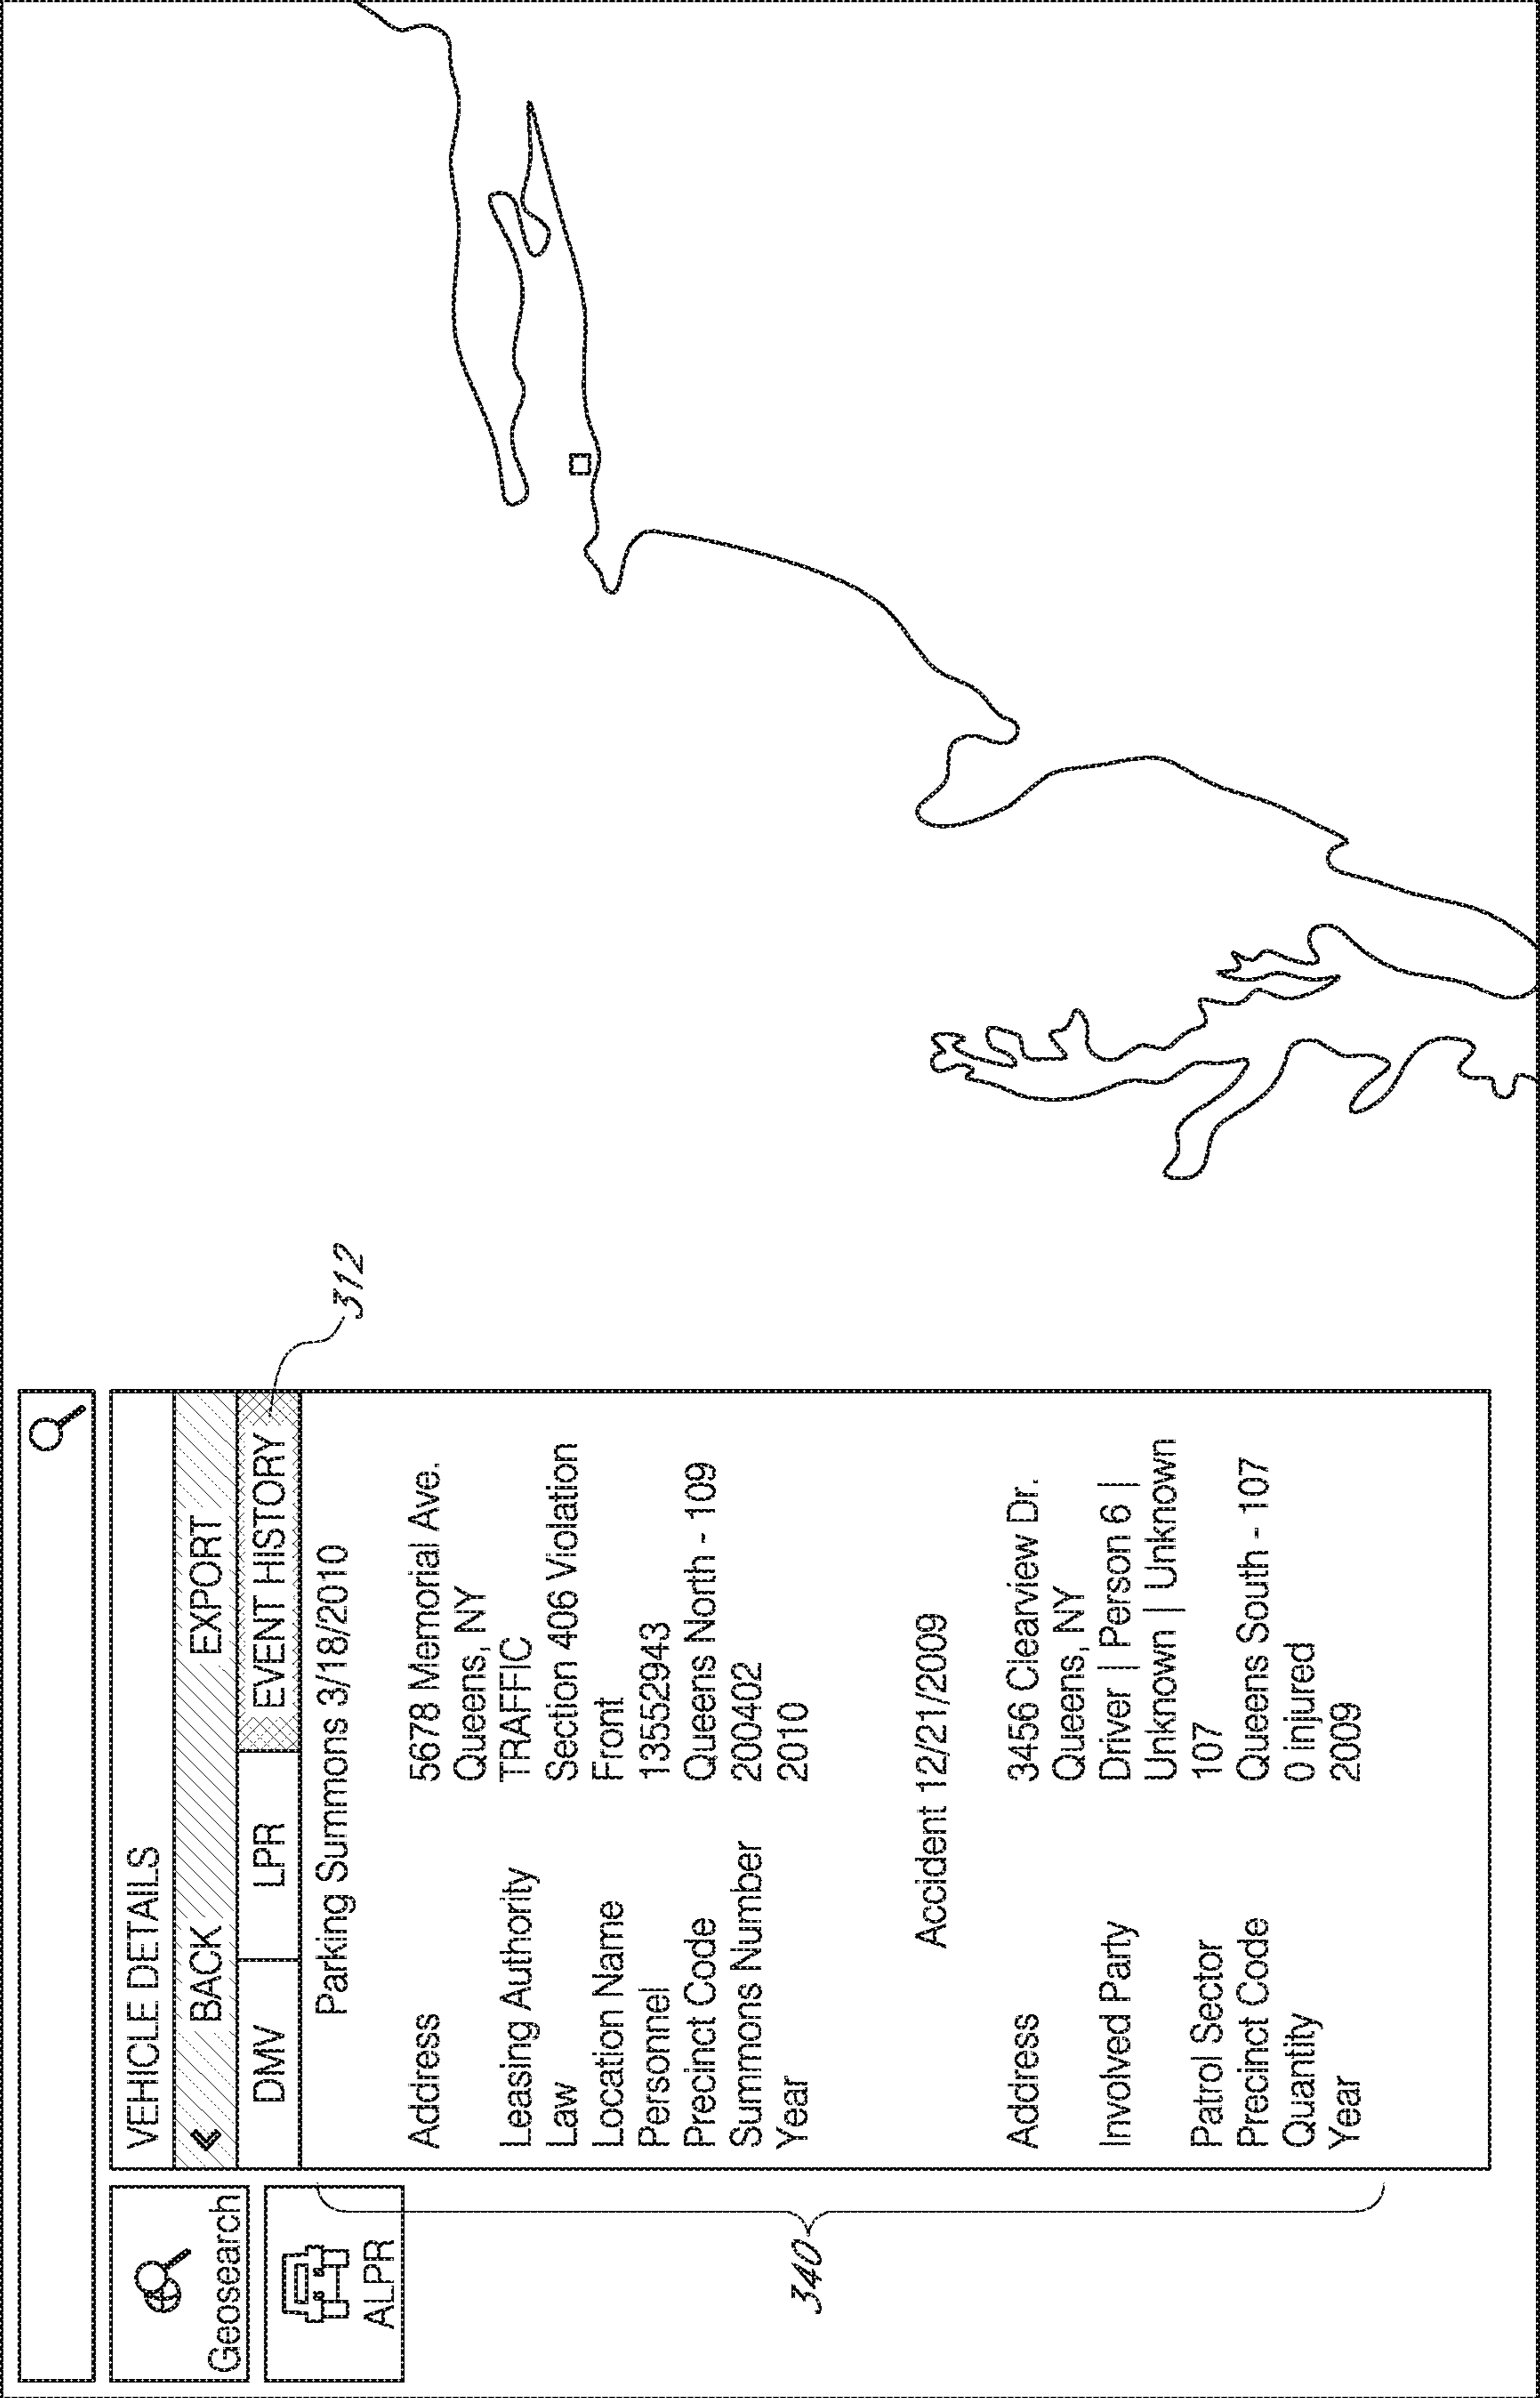 VEHICLE DETAILS
« BACK EXPORT
DMV LPR EVENT HISTORY
312
Parking Summons 3/18/2010
Address 5678 Memorial Ave.
Queens, NY
Leasing Authority TRAFFIC
Law Section 406 Violation
Location Name Front
Personnel 13552943
Precinct Code Queens North - 109
Summons Number 200402
Year 2010
Accident 12/21/2009
Address 3456 Clearview Dr.
Queens, NY
Involved Party Driver | Person 6 |
Unknown | Unknown
Patrol Sector 107
Precinct Code Queens South - 107
Quantity 0 injured
Year 2009
Geosearch
ALPR
340